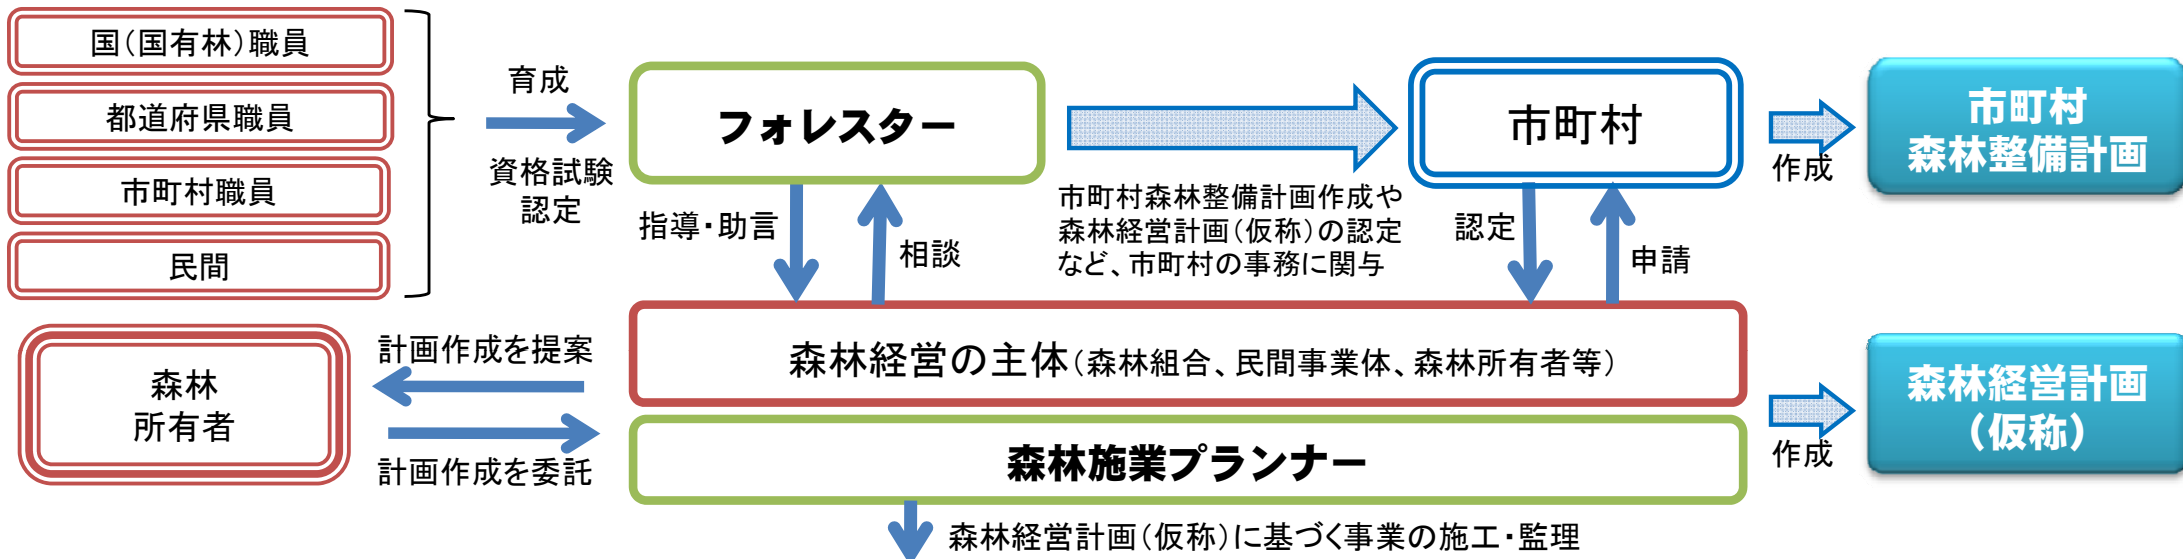 国(国有林)職員
都道府県職員
市町村職員
民間
育成
資格試験
認定
フォレスター
市町村森林整備計画作成や
森林経営計画(仮称)の認定
など、市町村の事務に関与
市町村
作成
市町村
森林整備計画
指導・助言
相談
認定
申請
森林
所有者
計画作成を提案
計画作成を委託
森林経営の主体(森林組合、民間事業体、森林所有者等)
森林施業プランナー
作成
森林経営計画
(仮称)
森林経営計画(仮称)に基づく事業の施工・監理